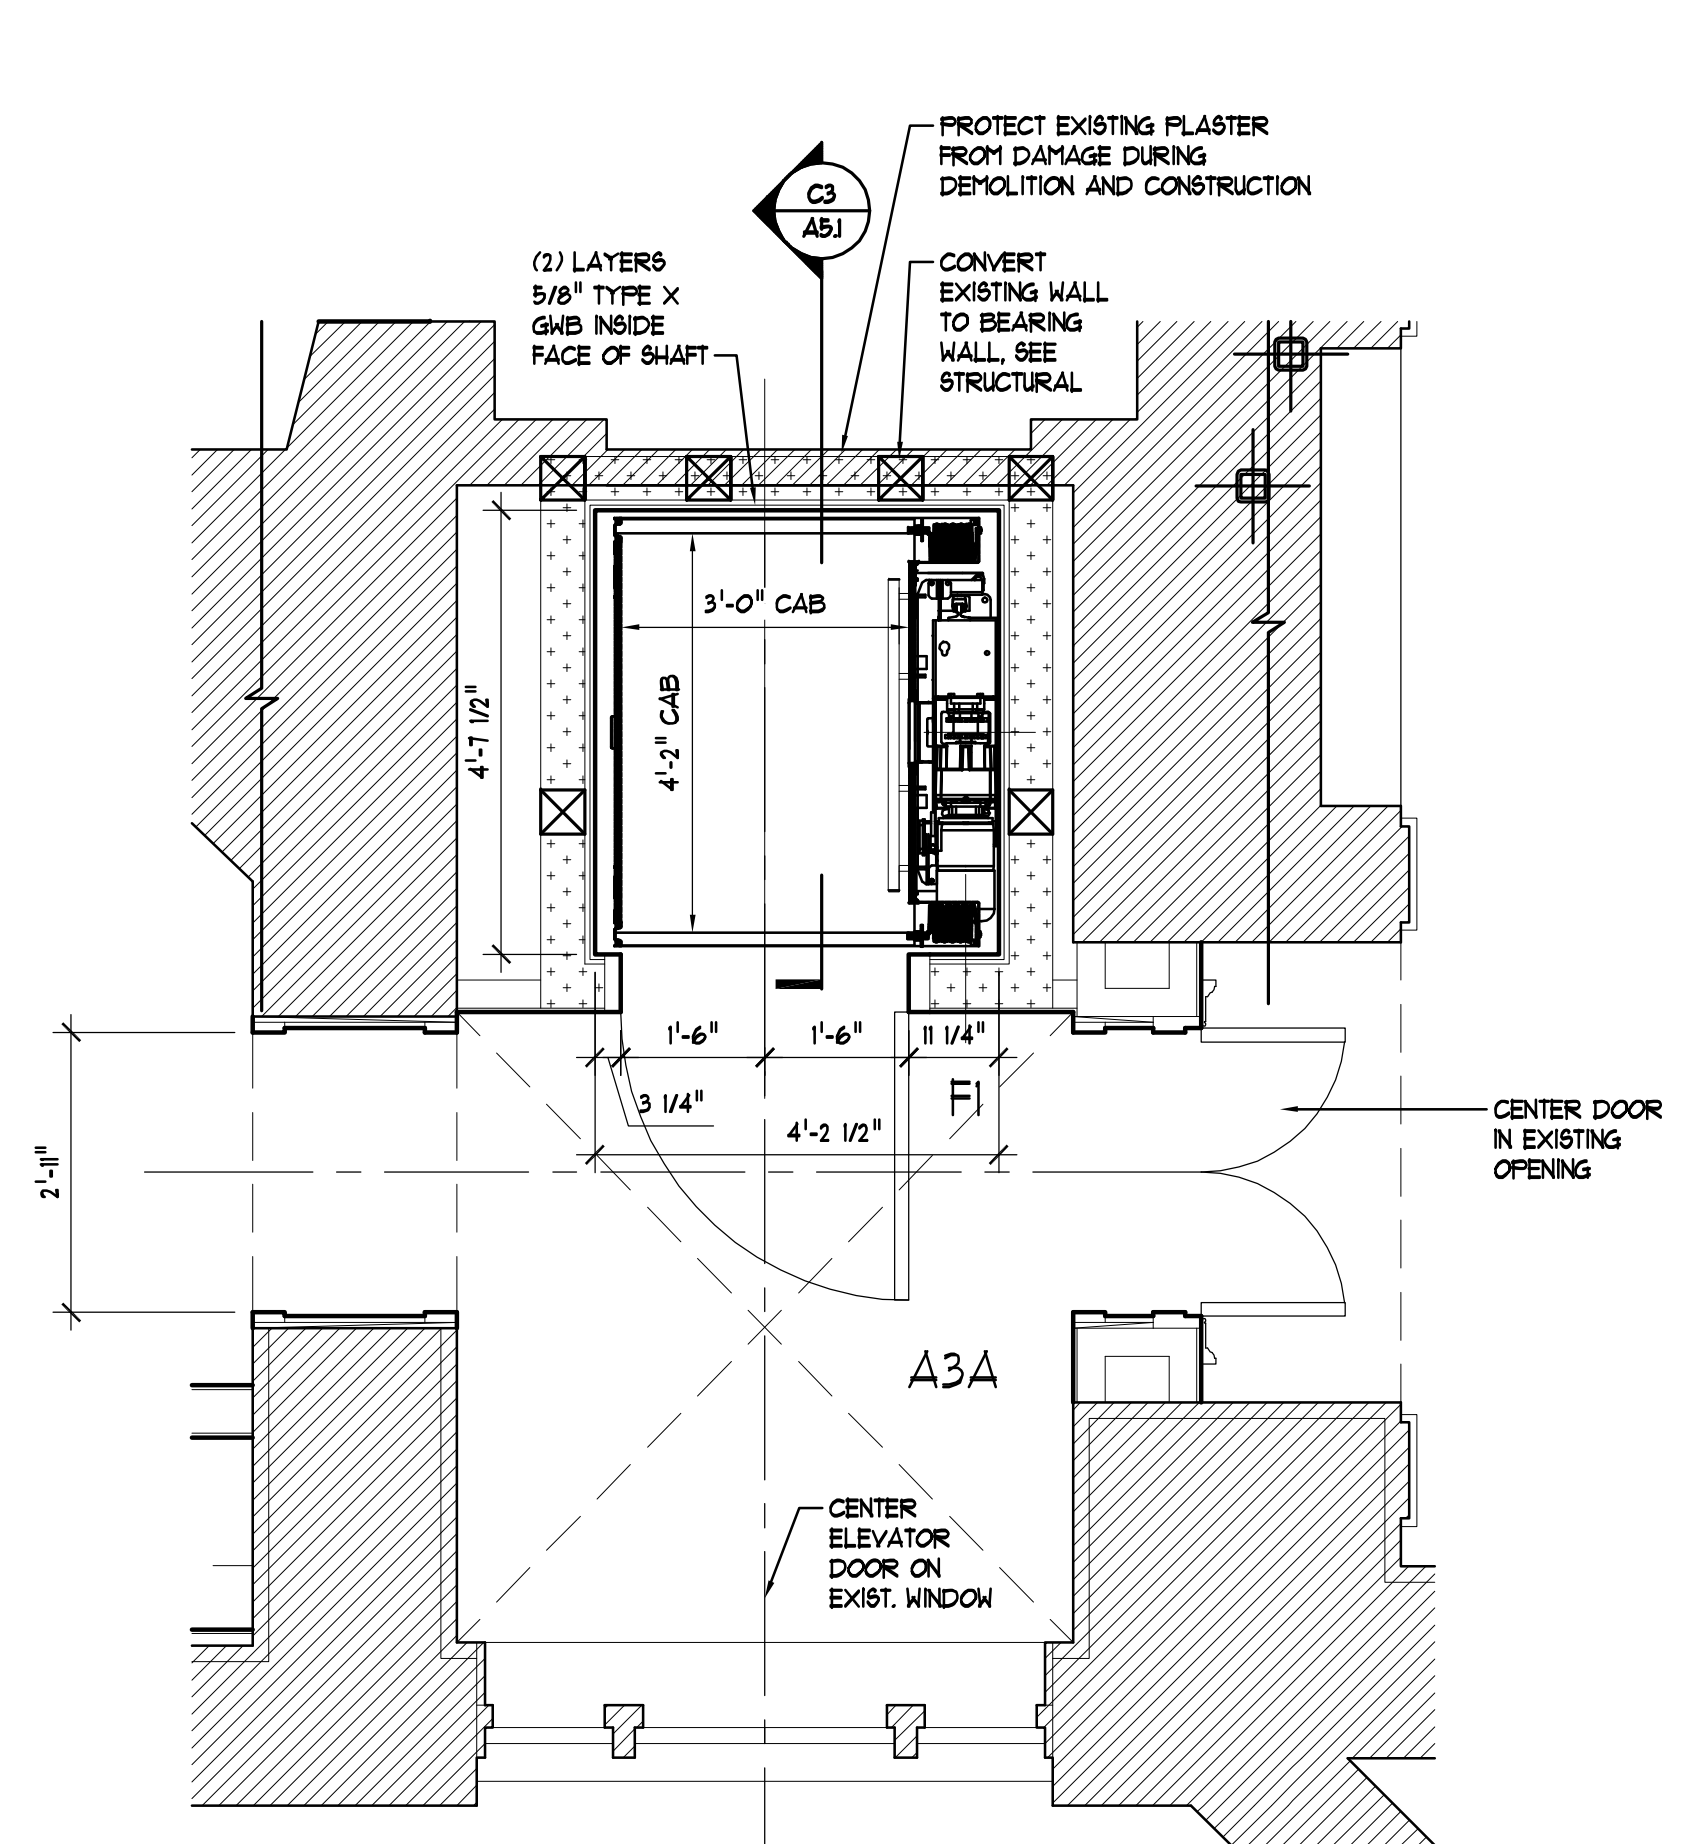 PROTECT EXISTING PLASTER
FROM DAMAGE DURING
DEMOLITION AND CONSTRUCTION
C3
A5.1
(2) LAYERS
5/8" TYPE X
GWB INSIDE
FACE OF SHAFT
CONVERT
EXISTING WALL
TO BEARING
WALL, SEE
STRUCTURAL
3'-0" CAB
4'-2" CAB
4'-7 1/2"
1'-6"
1'-6"
11 1/4"
3 1/4"
F1
4'-2 1/2"
2'-11"
CENTER DOOR
IN EXISTING
OPENING
A3A
CENTER
ELEVATOR
DOOR ON
EXIST. WINDOW